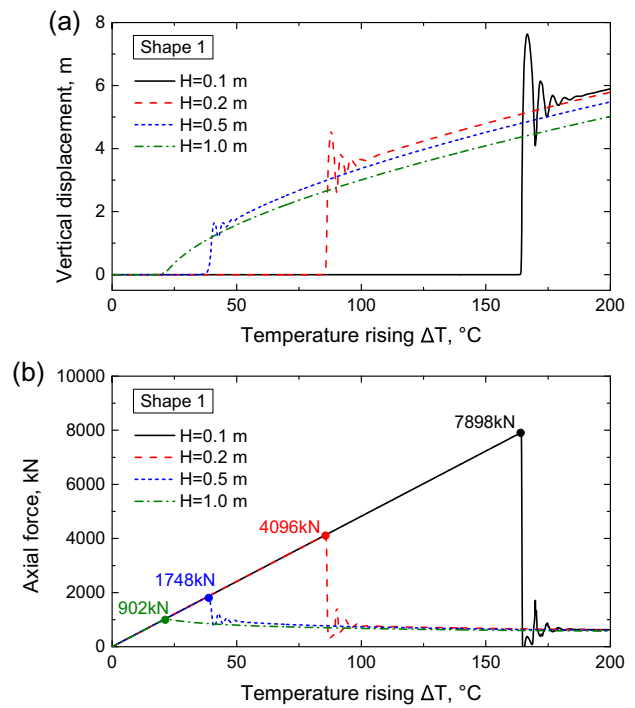 (a)
Shape 1
H=0.1 m
H=0.2 m
H=0.5 m
H=1.0 m
Vertical displacement, m
8
6
4
2
0
0 50 100 150 200
Temperature rising ΔT, °C
(b)
Shape 1
H=0.1 m
H=0.2 m
H=0.5 m
H=1.0 m
7898kN
4096kN
1748kN
902kN
Axial force, kN
10000
8000
6000
4000
2000
0
0 50 100 150 200
Temperature rising ΔT, °C